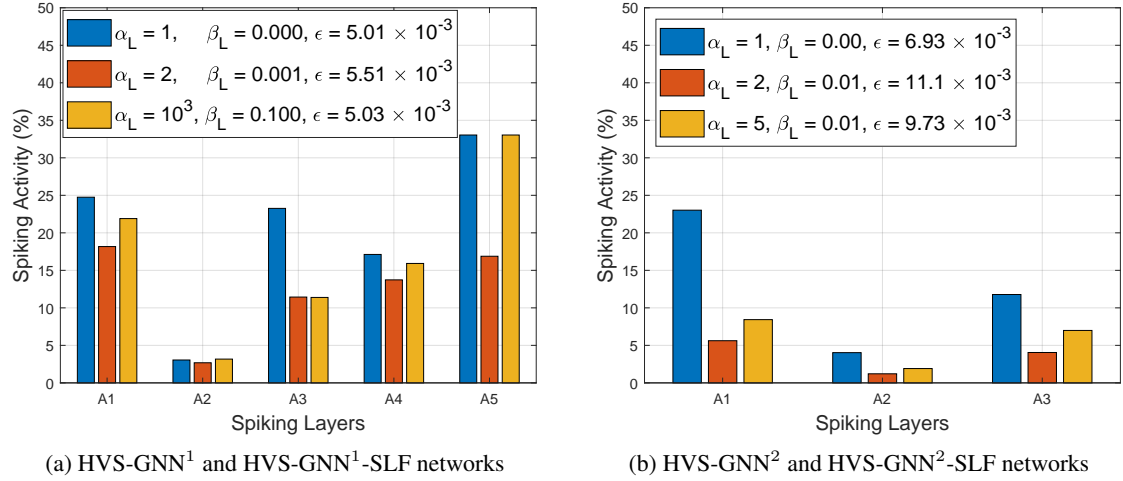 50
45
40
35
30
25
20
15
10
5
0
Spiking Activity (%)
α_L = 1, β_L = 0.000, ϵ = 5.01 × 10^-3
α_L = 2, β_L = 0.001, ϵ = 5.51 × 10^-3
α_L = 10^3, β_L = 0.100, ϵ = 5.03 × 10^-3
A1 A2 A3 A4 A5
Spiking Layers
(a) HVS-GNN^1 and HVS-GNN^1-SLF networks
50
45
40
35
30
25
20
15
10
5
0
Spiking Activity (%)
α_L = 1, β_L = 0.00, ϵ = 6.93 × 10^-3
α_L = 2, β_L = 0.01, ϵ = 11.1 × 10^-3
α_L = 5, β_L = 0.01, ϵ = 9.73 × 10^-3
A1 A2 A3
Spiking Layers
(b) HVS-GNN^2 and HVS-GNN^2-SLF networks